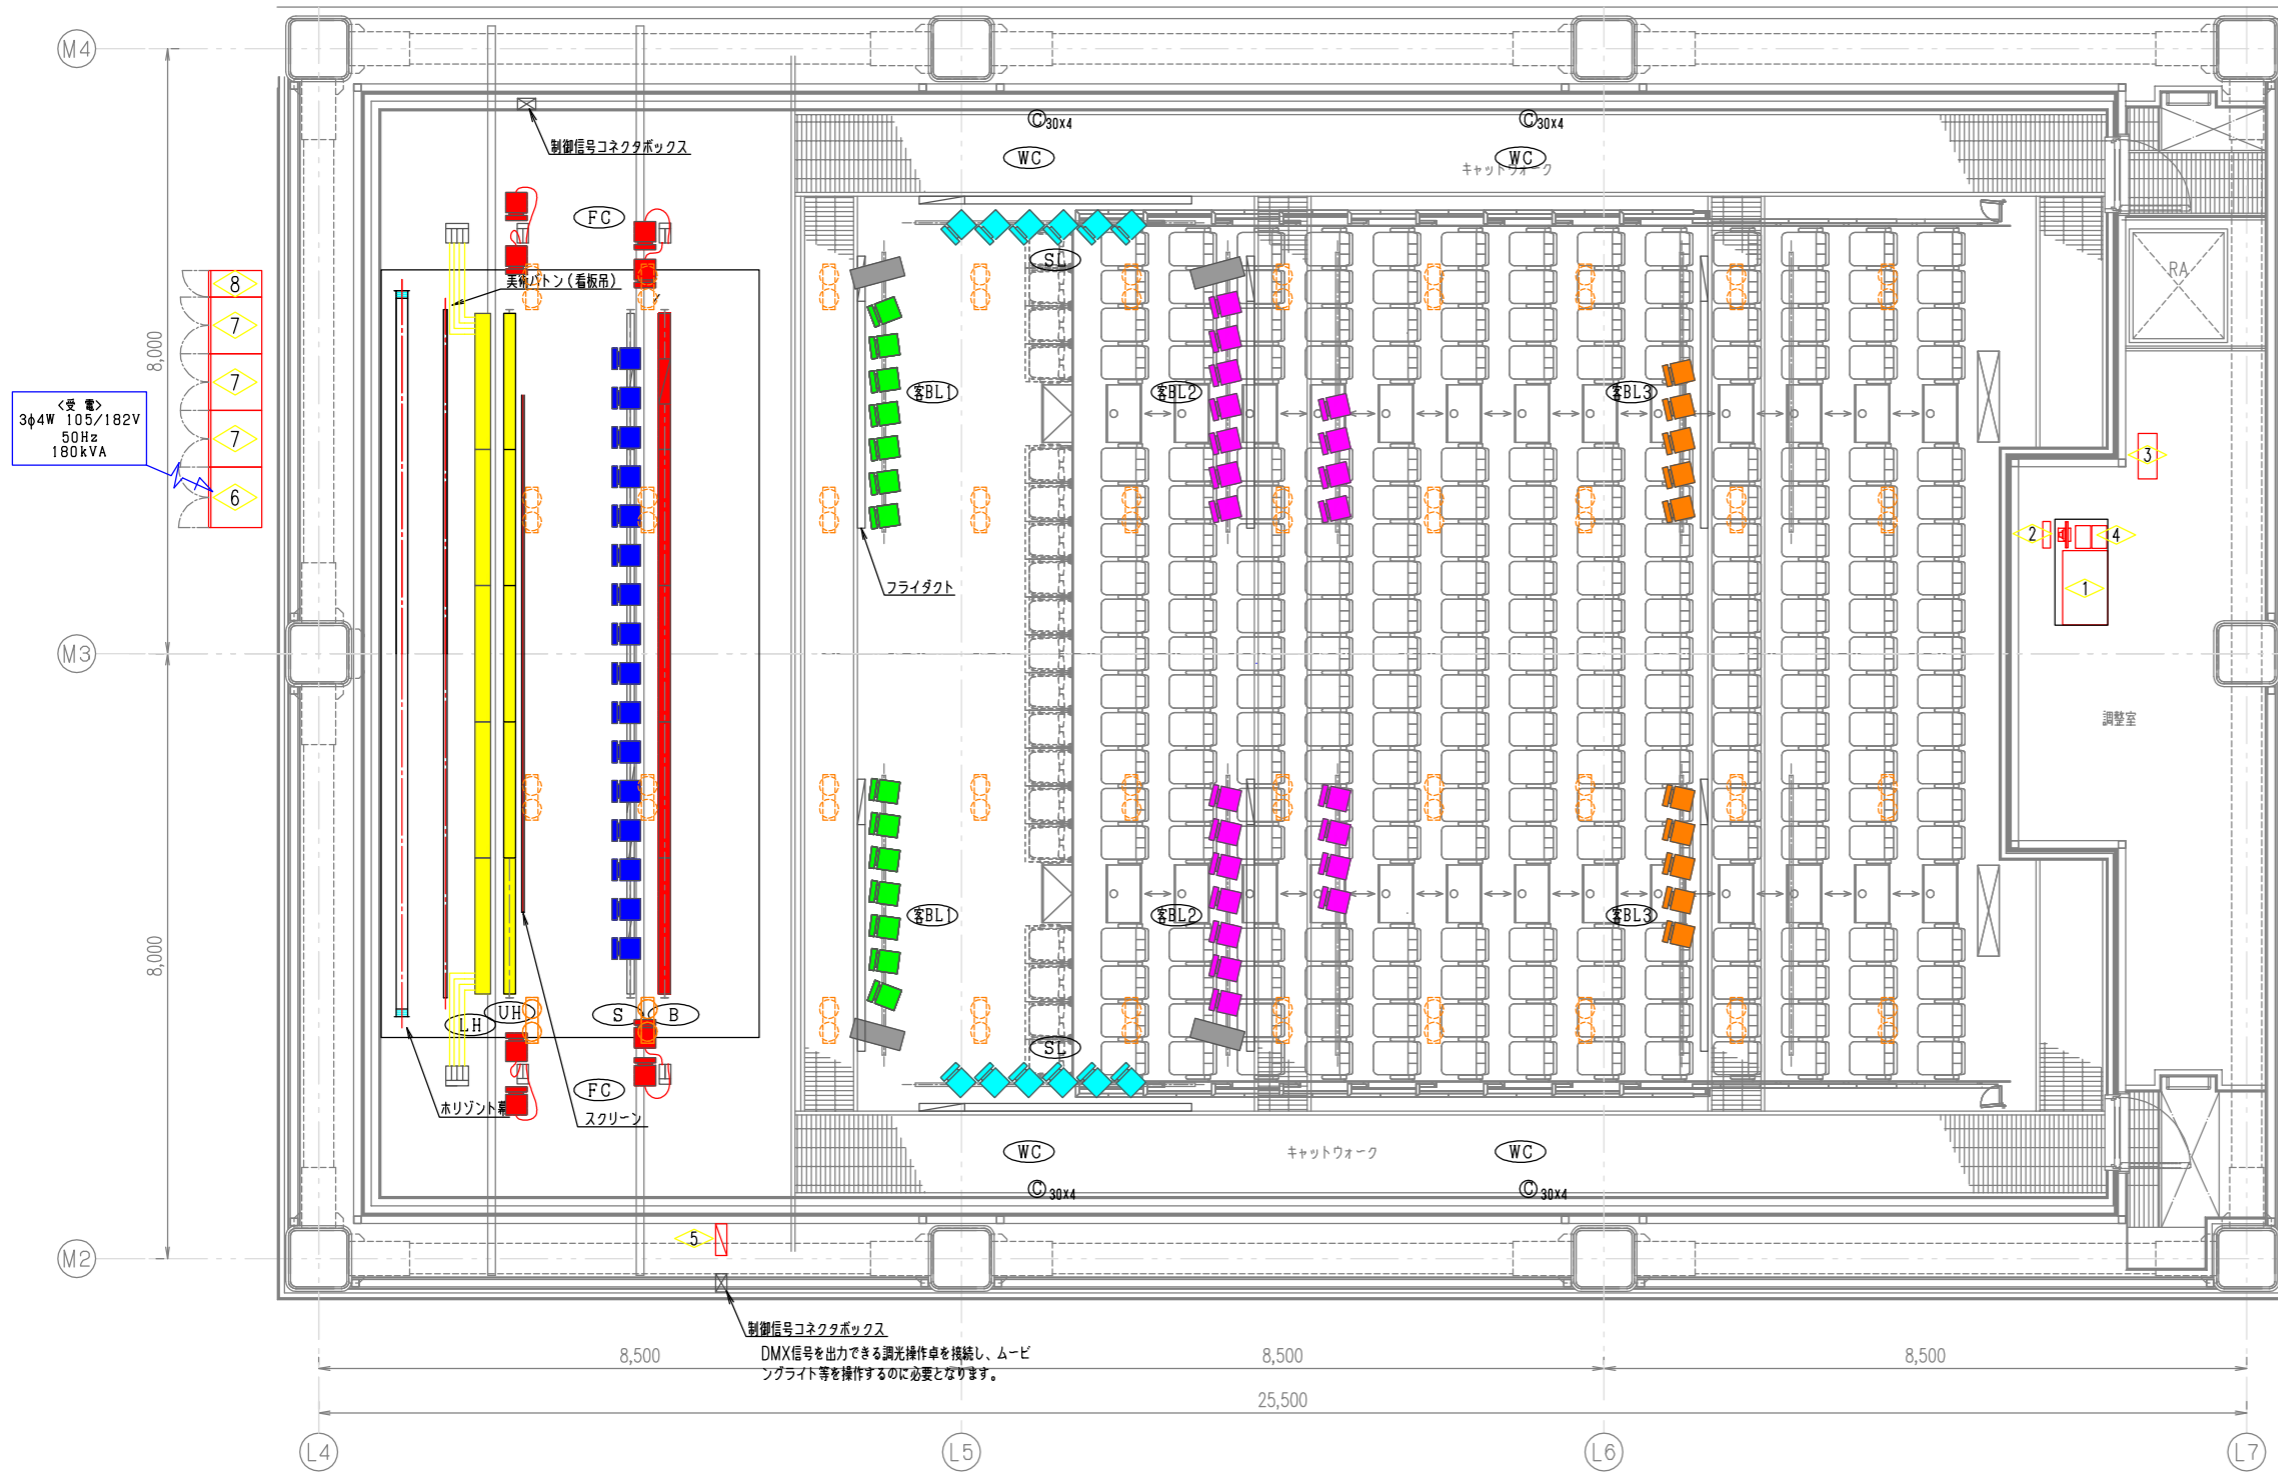 M4
制御信号コネクタボックス
C 30X4
C 30X4
WC
WC
キャットウォーク
FC
SL
RA
美術バトン(看板吊)
8
7
7
7
6
8,000
<受 電>
3φ4W 105/182V
50Hz
180kVA
客BL1
客BL2
客BL3
3
2
4
1
フライダクト
M3
調整室
8,000
客BL1
客BL2
客BL3
LH
UH
S
B
SL
FC
ホリゾント幕
スクリーン
WC
キャットウォーク
WC
C 30X4
C 30X4
5
M2
制御信号コネクタボックス
DMX信号を出力できる調光操作卓を接続し、ムービ
ングライト等を操作するのに必要となります。
8,500
8,500
8,500
25,500
L4
L5
L6
L7